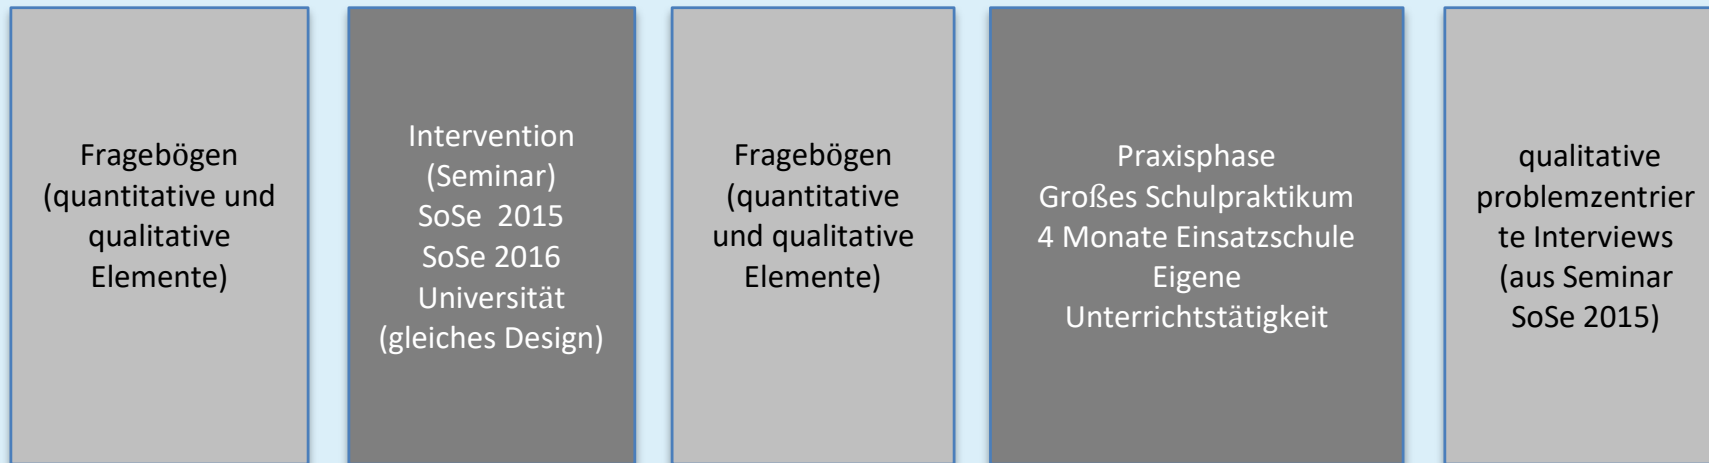 Fragebögen
(quantitative und
qualitative
Elemente)
Intervention
(Seminar)
SoSe  2015
SoSe 2016
Universität
(gleiches Design)
Fragebögen
(quantitative
und qualitative
Elemente)
Praxisphase
Großes Schulpraktikum
4 Monate Einsatzschule
Eigene
Unterrichtstätigkeit
qualitative
problemzentrier
te Interviews
(aus Seminar
SoSe 2015)